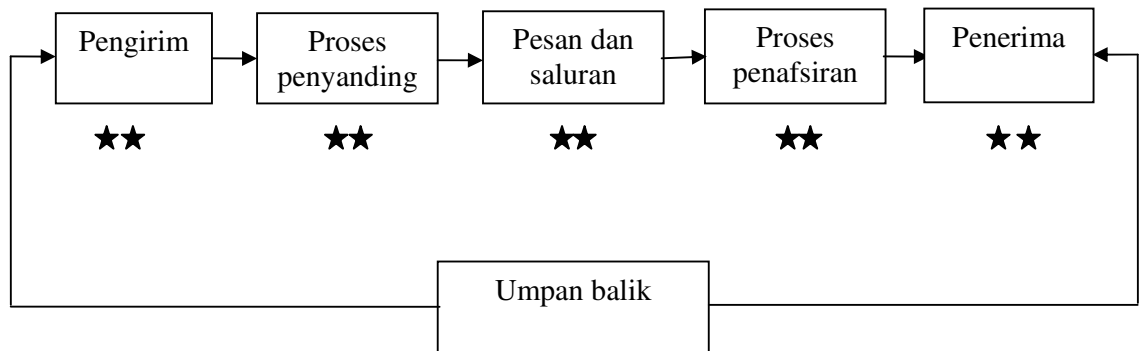 Pengirim
Proses
penyanding
Pesan dan
saluran
Proses
penafsiran
Penerima
Umpan balik